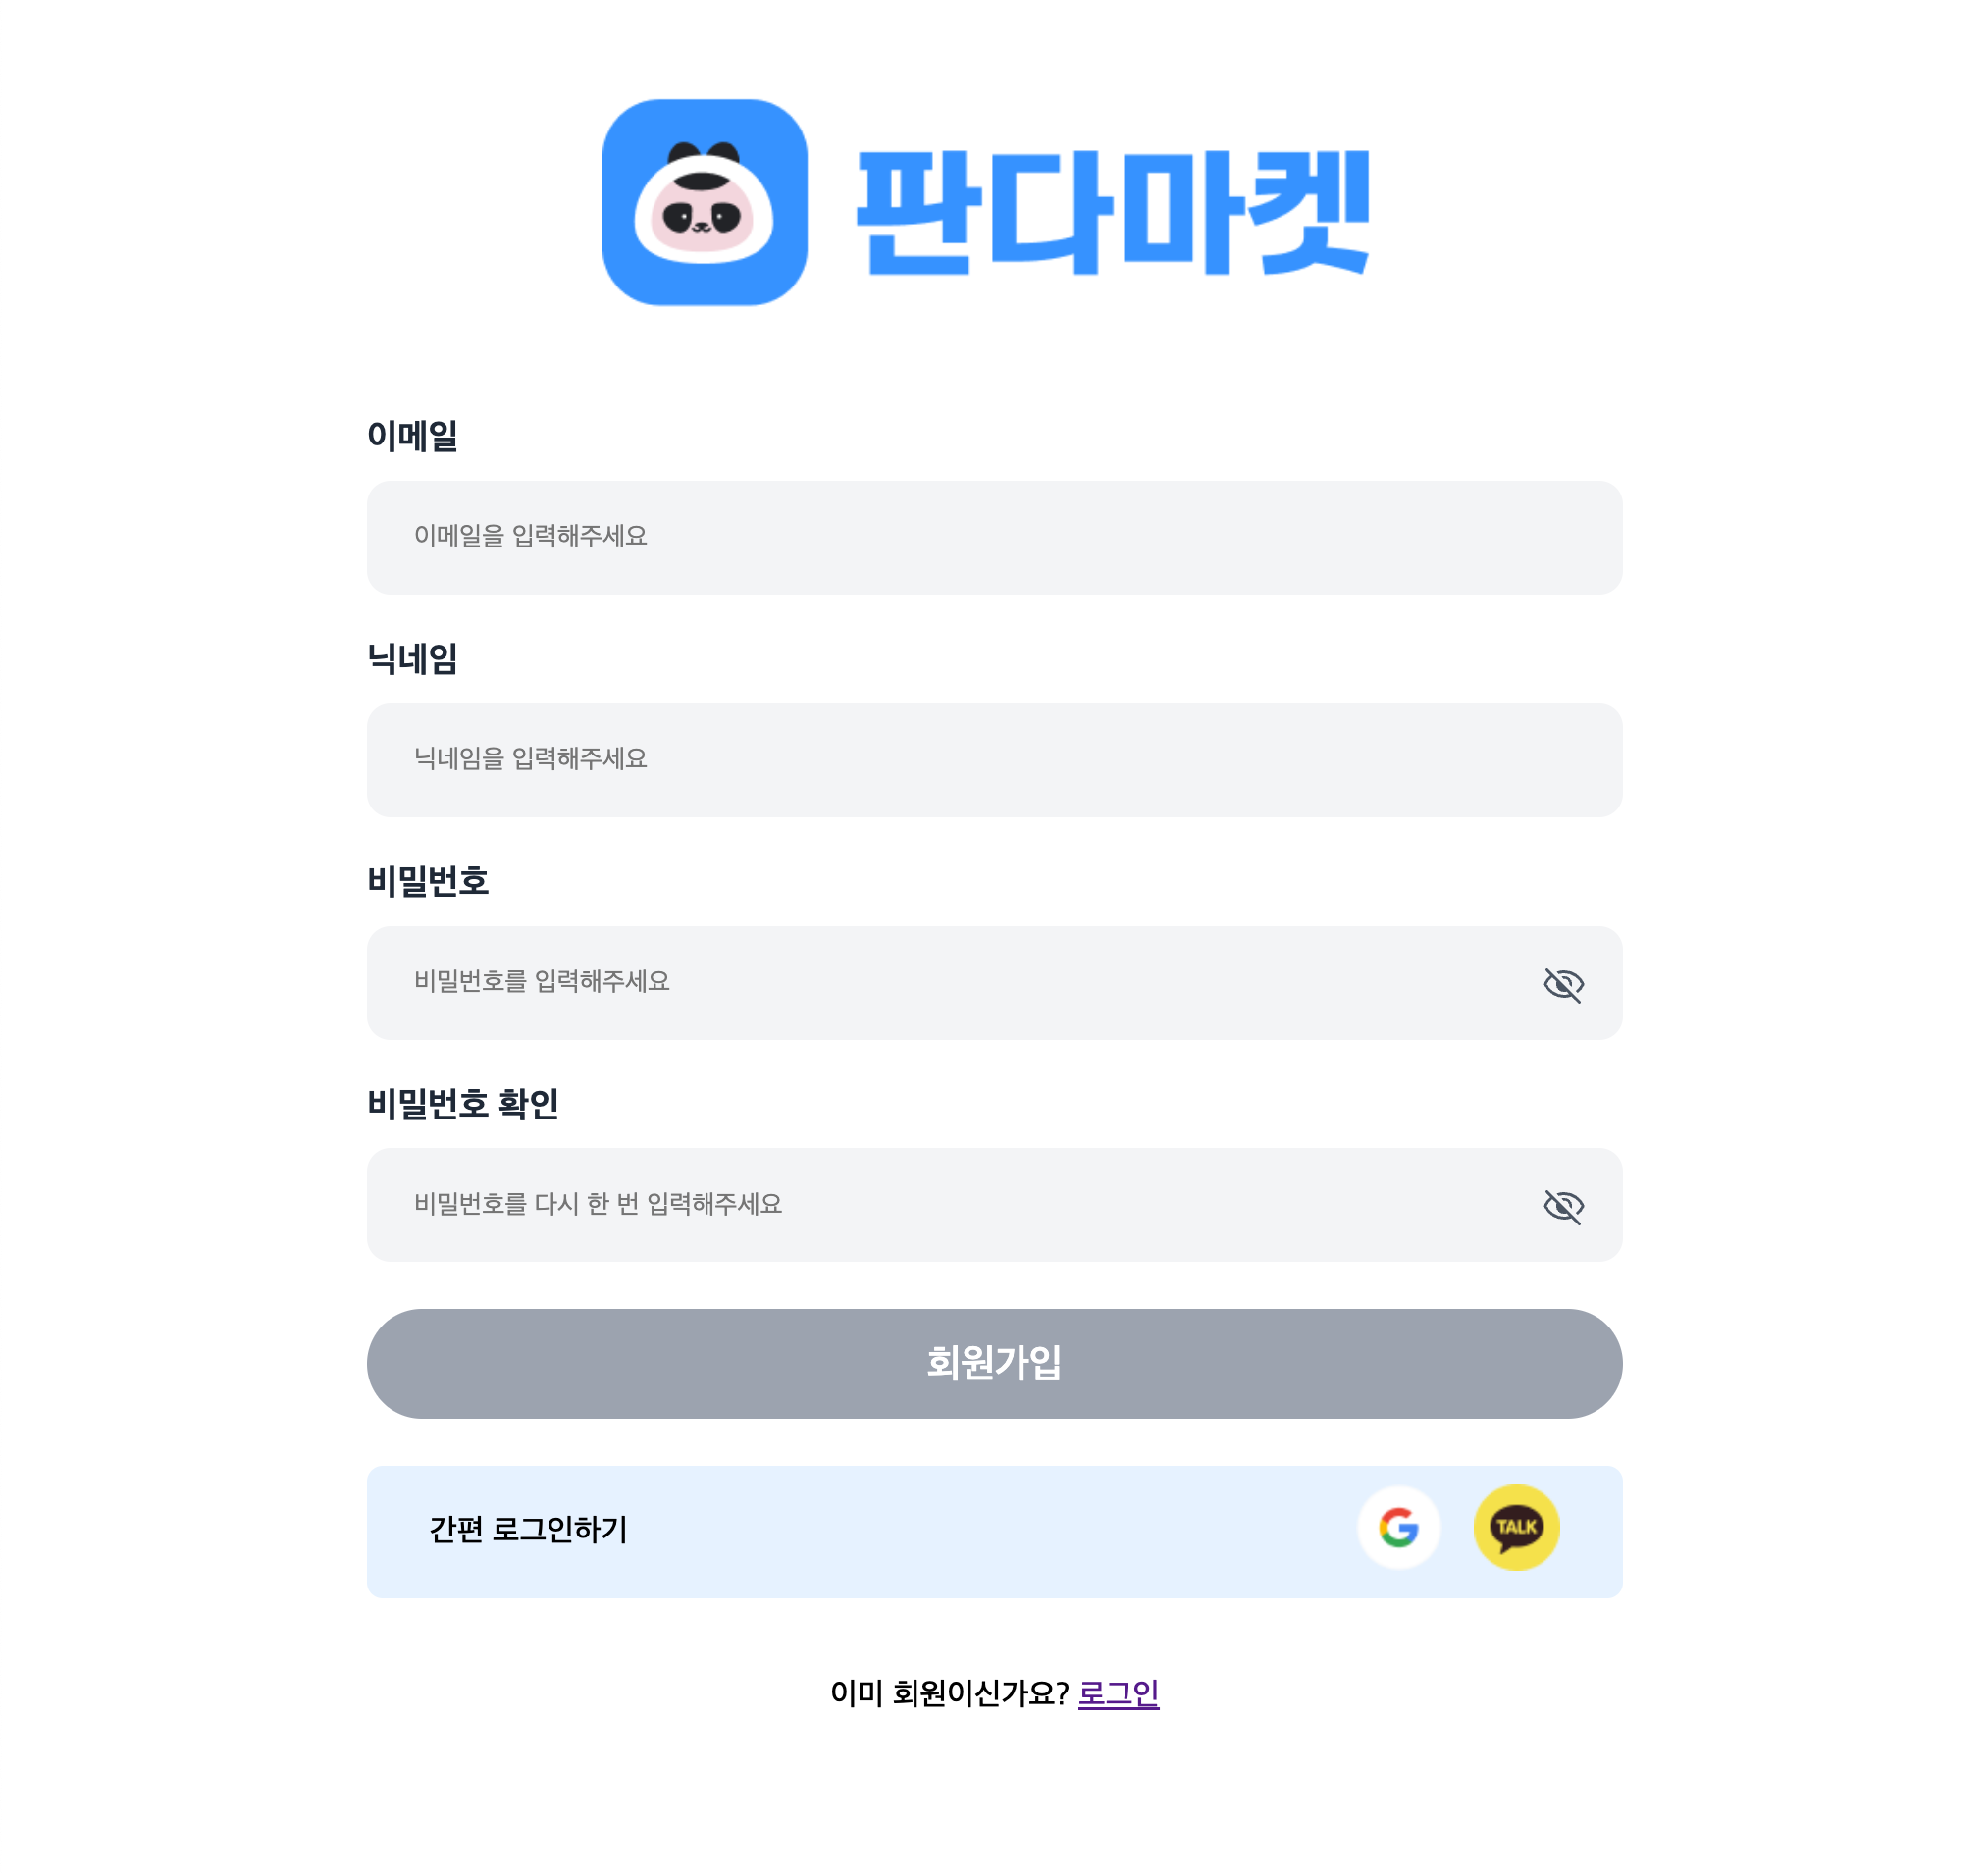 판다마켓
이메일
이메일을 입력해주세요
닉네임
닉네임을 입력해주세요
비밀번호
비밀번호를 입력해주세요
비밀번호 확인
비밀번호를 다시 한 번 입력해주세요
회원가입
간편 로그인하기
G
TALK
이미 회원이신가요? 로그인